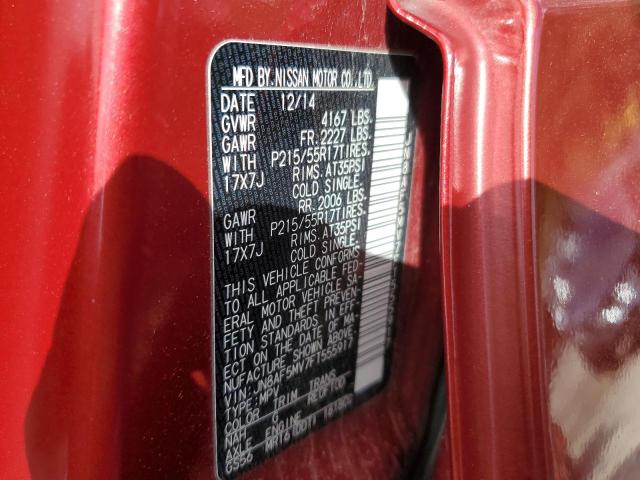 MFD BY.NISSAN MOTOR CO.,LTD.
DATE 12/14
GVWR 4167 LBS.
GAWR FR.2227 LBS.
WITH P215/55R17TIRES.
17X7J RIMS.AT35PSI
COLD SINGLE.
GAWR RR.2006 LBS.
WITH P215/55R17TIRES.
17X7J RIMS.AT35PSI
COLD SINGLE.
THIS VEHICLE CONFORMS
TO ALL APPLICABLE FED-
ERAL MOTOR VEHICLE SA-
FETY AND THEFT PREVEN-
TION STANDARDS IN EFF-
ECT ON THE DATE OF MA-
NUFACTURE SHOWN ABOVE.
VIN:
TYPE:MPV
COLOR TRIM TRANS
AXLE ENGINE